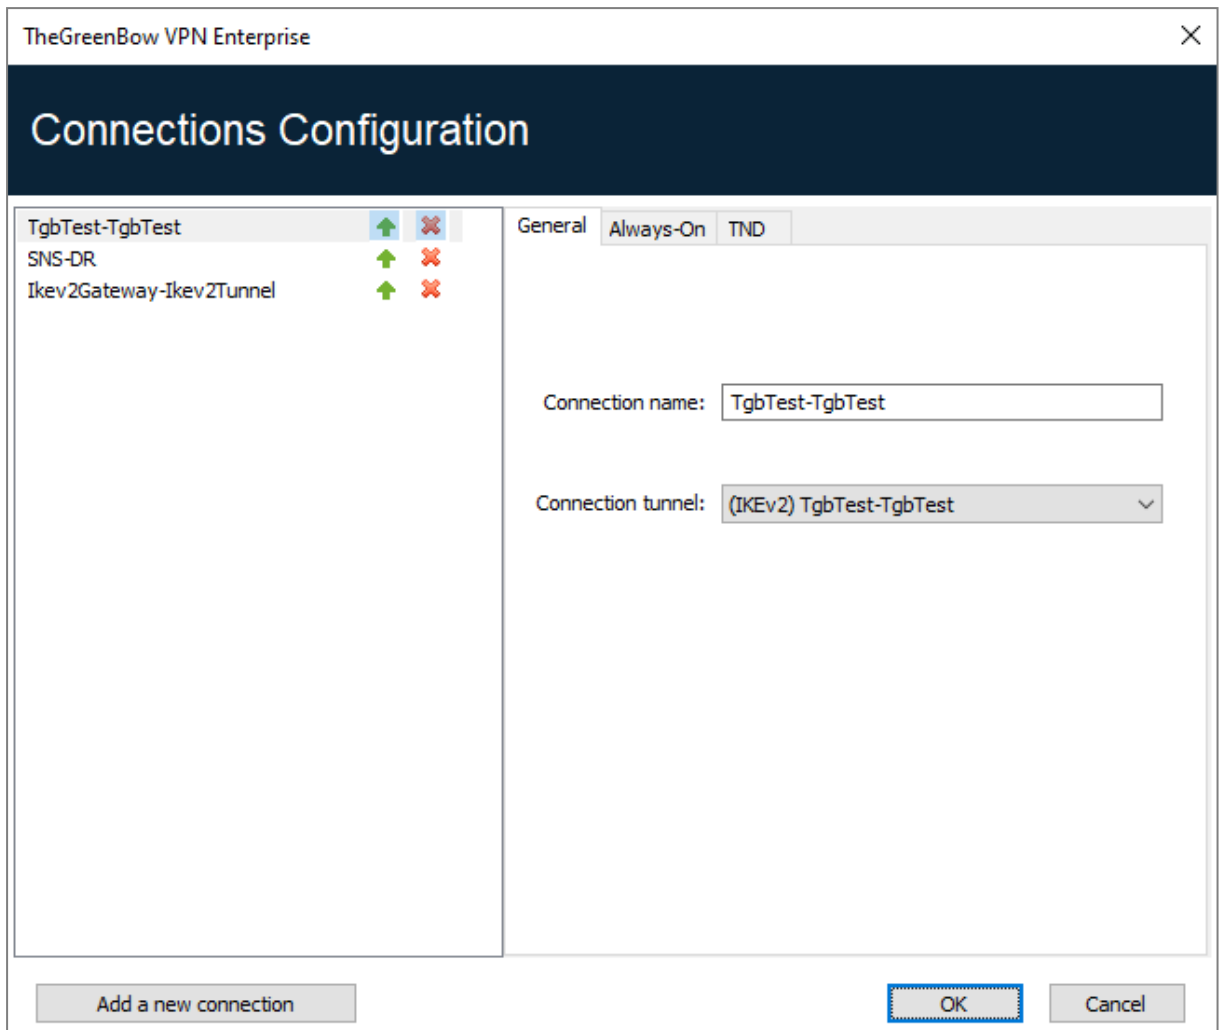 TheGreenBow VPN Enterprise
Connections Configuration
TgbTest-TgbTest
SNS-DR
Ikev2Gateway-Ikev2Tunnel
General Always-On TND
Connection name: TgbTest-TgbTest
Connection tunnel: (IKEv2) TgbTest-TgbTest
Add a new connection OK Cancel